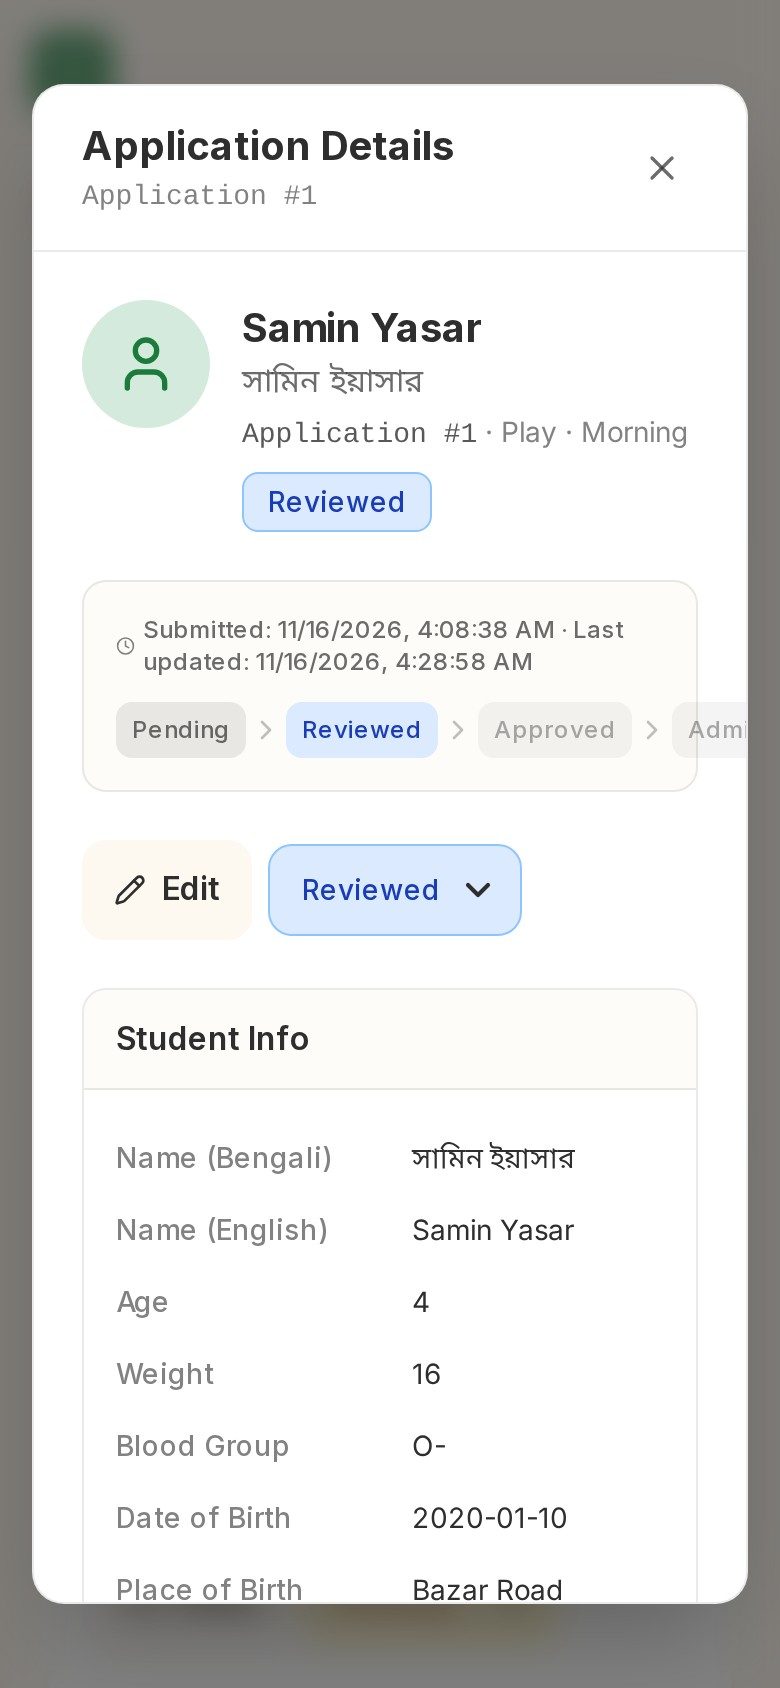 Application Details
Application #1
Samin Yasar
সামিন ইয়াসার
Application #1 · Play · Morning
Reviewed
Submitted: 11/16/2026, 4:08:38 AM · Last
updated: 11/16/2026, 4:28:58 AM
Pending Reviewed Approved
Edit Reviewed
Student Info
Name (Bengali) সামিন ইয়াসার
Name (English) Samin Yasar
Age 4
Weight 16
Blood Group O-
Date of Birth 2020-01-10
Place of Birth Bazar Road